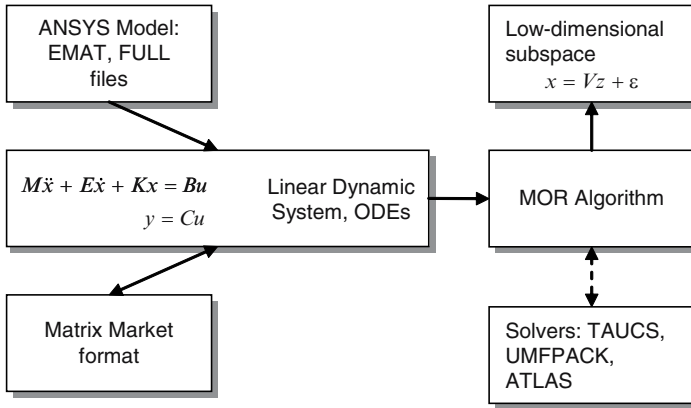 ANSYS Model:
EMAT, FULL
files
Low-dimensional
subspace
x = Vz + ε
Mẍ + Eẋ + Kx = Bu
y = Cu
Linear Dynamic
System, ODEs
MOR Algorithm
Matrix Market
format
Solvers: TAUCS,
UMFPACK,
ATLAS